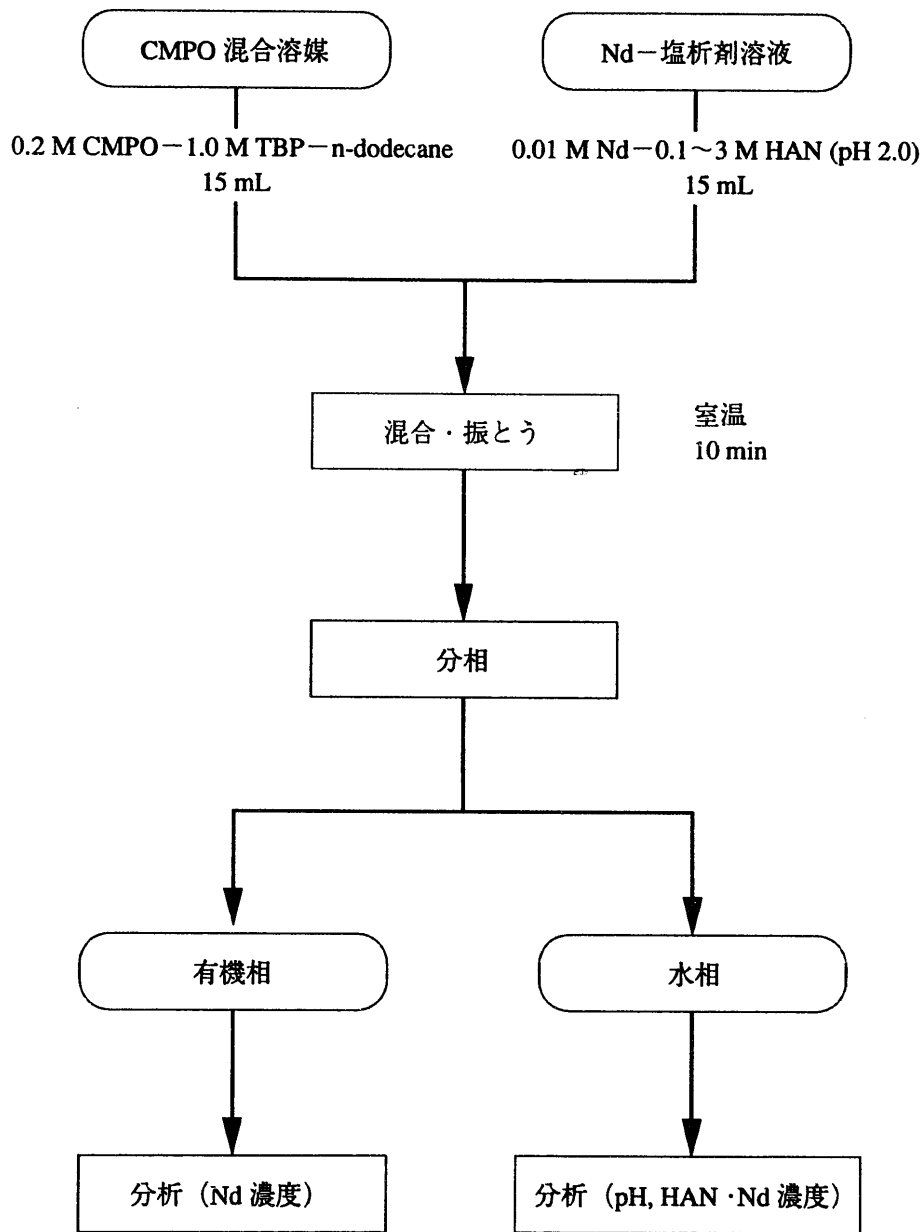 CMPO 混合溶媒
Nd－塩析剤溶液
0.2 M CMPO－1.0 M TBP－n-dodecane
15 mL
0.01 M Nd－0.1～3 M HAN (pH 2.0)
15 mL
混合・振とう
室温
10 min
分相
有機相
水相
分析（Nd 濃度）
分析（pH, HAN・Nd 濃度）